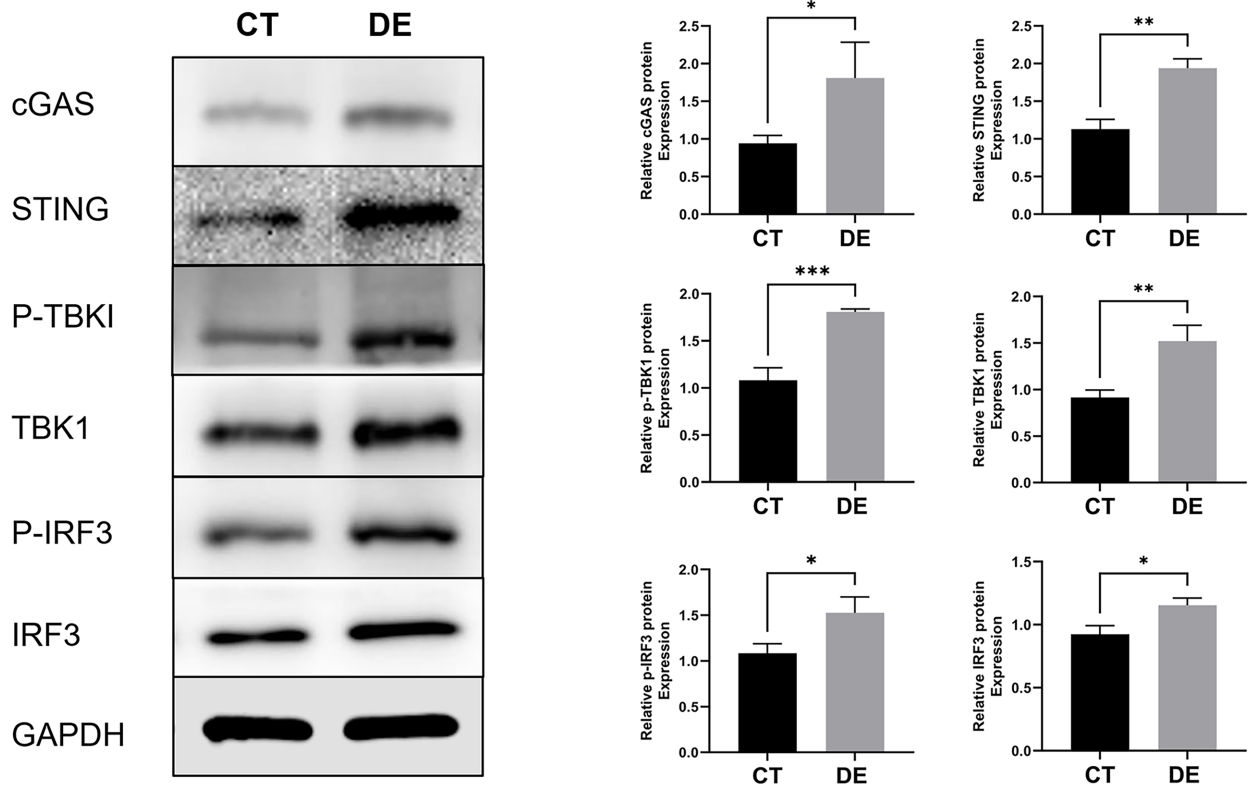 CT DE
cGAS
STING
P-TBKI
TBK1
P-IRF3
IRF3
GAPDH
Relative cGAS protein
Expression
2.5
2.0
1.5
1.0
0.5
0.0
*
CT DE
Relative STING protein
Expression
2.5
2.0
1.5
1.0
0.5
0.0
**
CT DE
Relative p-TBK1 protein
Expression
2.0
1.5
1.0
0.5
0.0
***
CT DE
Relative TBK1 protein
Expression
2.0
1.5
1.0
0.5
0.0
**
CT DE
Relative p-IRF3 protein
Expression
2.0
1.5
1.0
0.5
0.0
*
CT DE
Relative IRF3 protein
Expression
1.5
1.0
0.5
0.0
*
CT DE